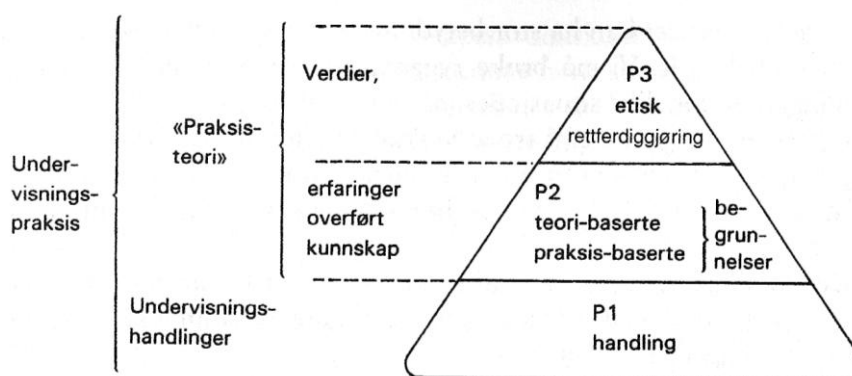 Verdier,
P3
etisk
rettferdiggjøring
«Praksis-
teori»
Under-
visnings-
praksis
erfaringer
overført
kunnskap
P2
teori-baserte
praksis-baserte
be-
grun-
nelser
Undervisnings-
handlinger
P1
handling